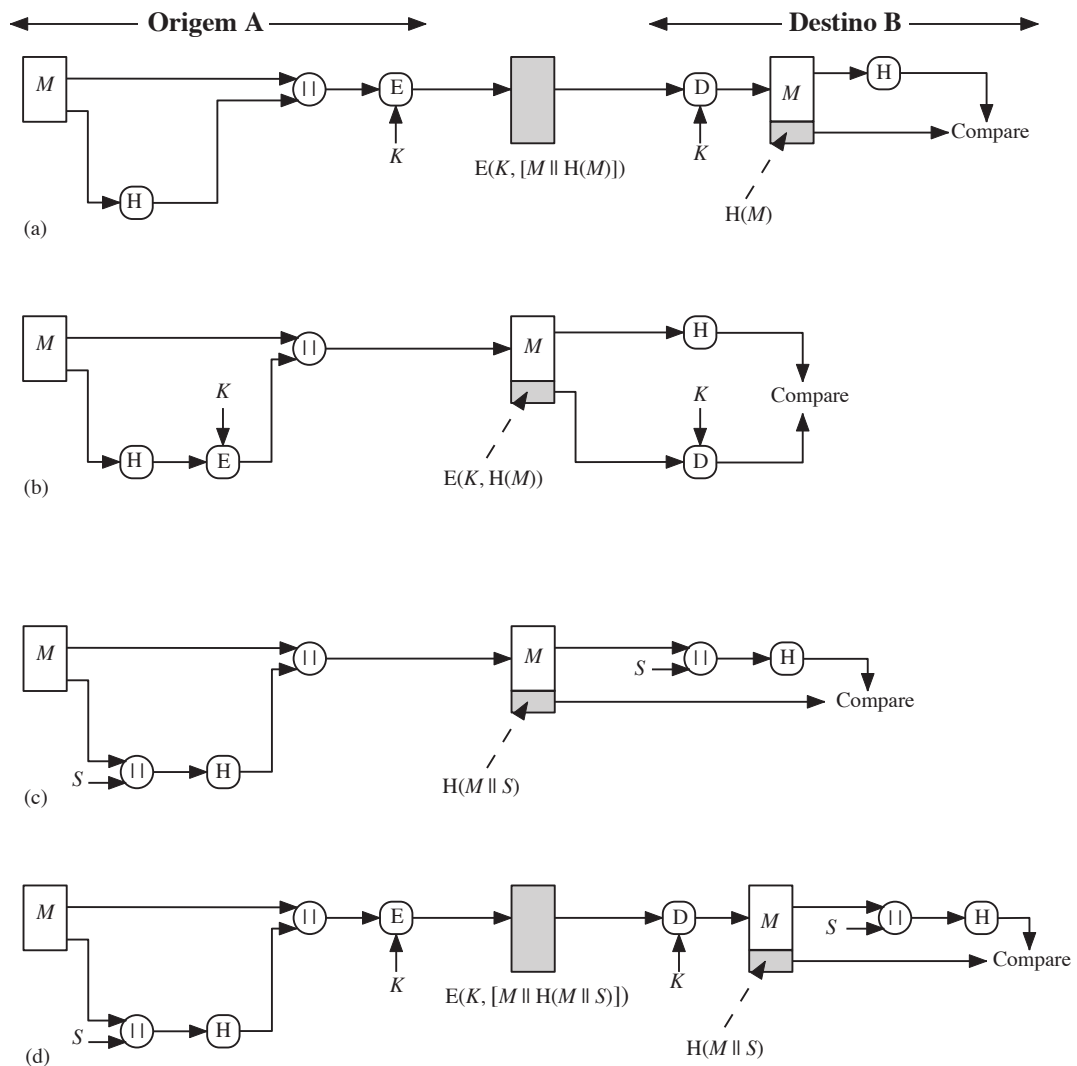 Origem A Destino B
M || E D M H
K K Compare
E(K, [M || H(M)])
H
H(M)
(a)
M || M H
K K Compare
H E D
E(K, H(M))
(b)
M || M S || H
Compare
S || H H(M || S)
(c)
M || E D M S || H
K K Compare
E(K, [M || H(M || S)])
S || H
H(M || S)
(d)